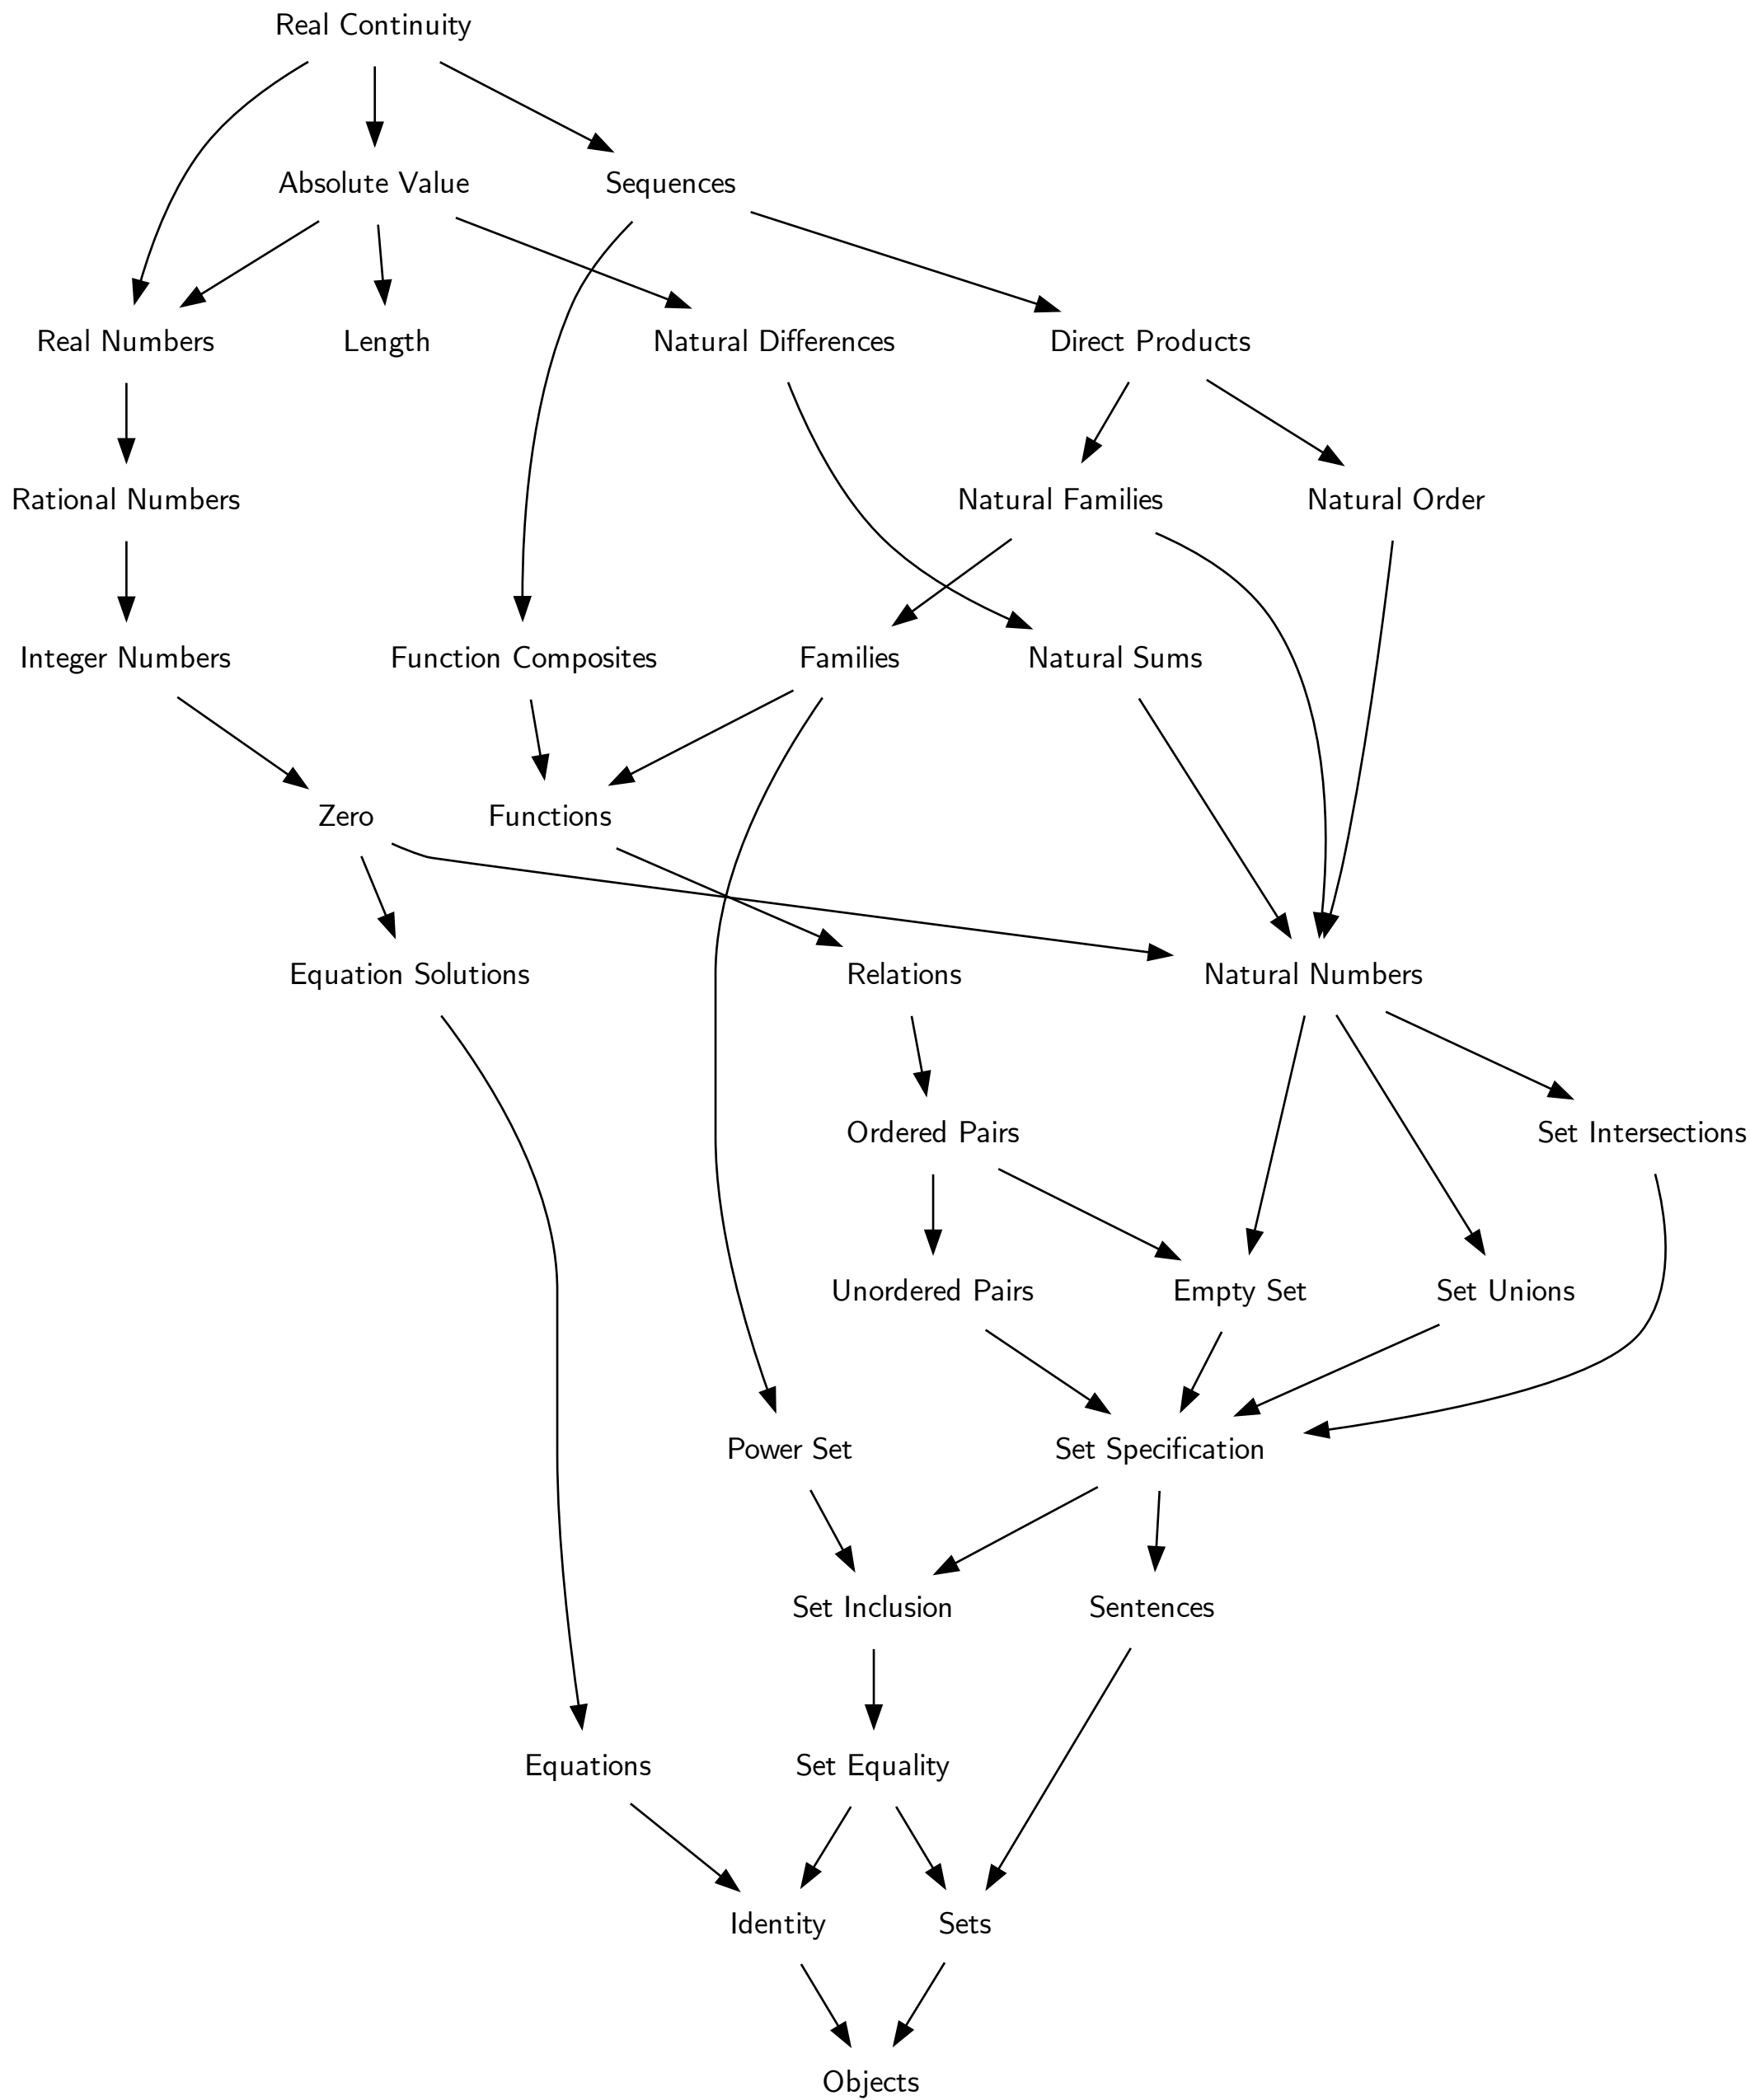 Real Continuity
Absolute Value
Sequences
Real Numbers
Length
Natural Differences
Direct Products
Rational Numbers
Natural Families
Natural Order
Integer Numbers
Function Composites
Families
Natural Sums
Zero
Functions
Equation Solutions
Relations
Natural Numbers
Ordered Pairs
Set Intersections
Unordered Pairs
Empty Set
Set Unions
Power Set
Set Specification
Set Inclusion
Sentences
Equations
Set Equality
Identity
Sets
Objects